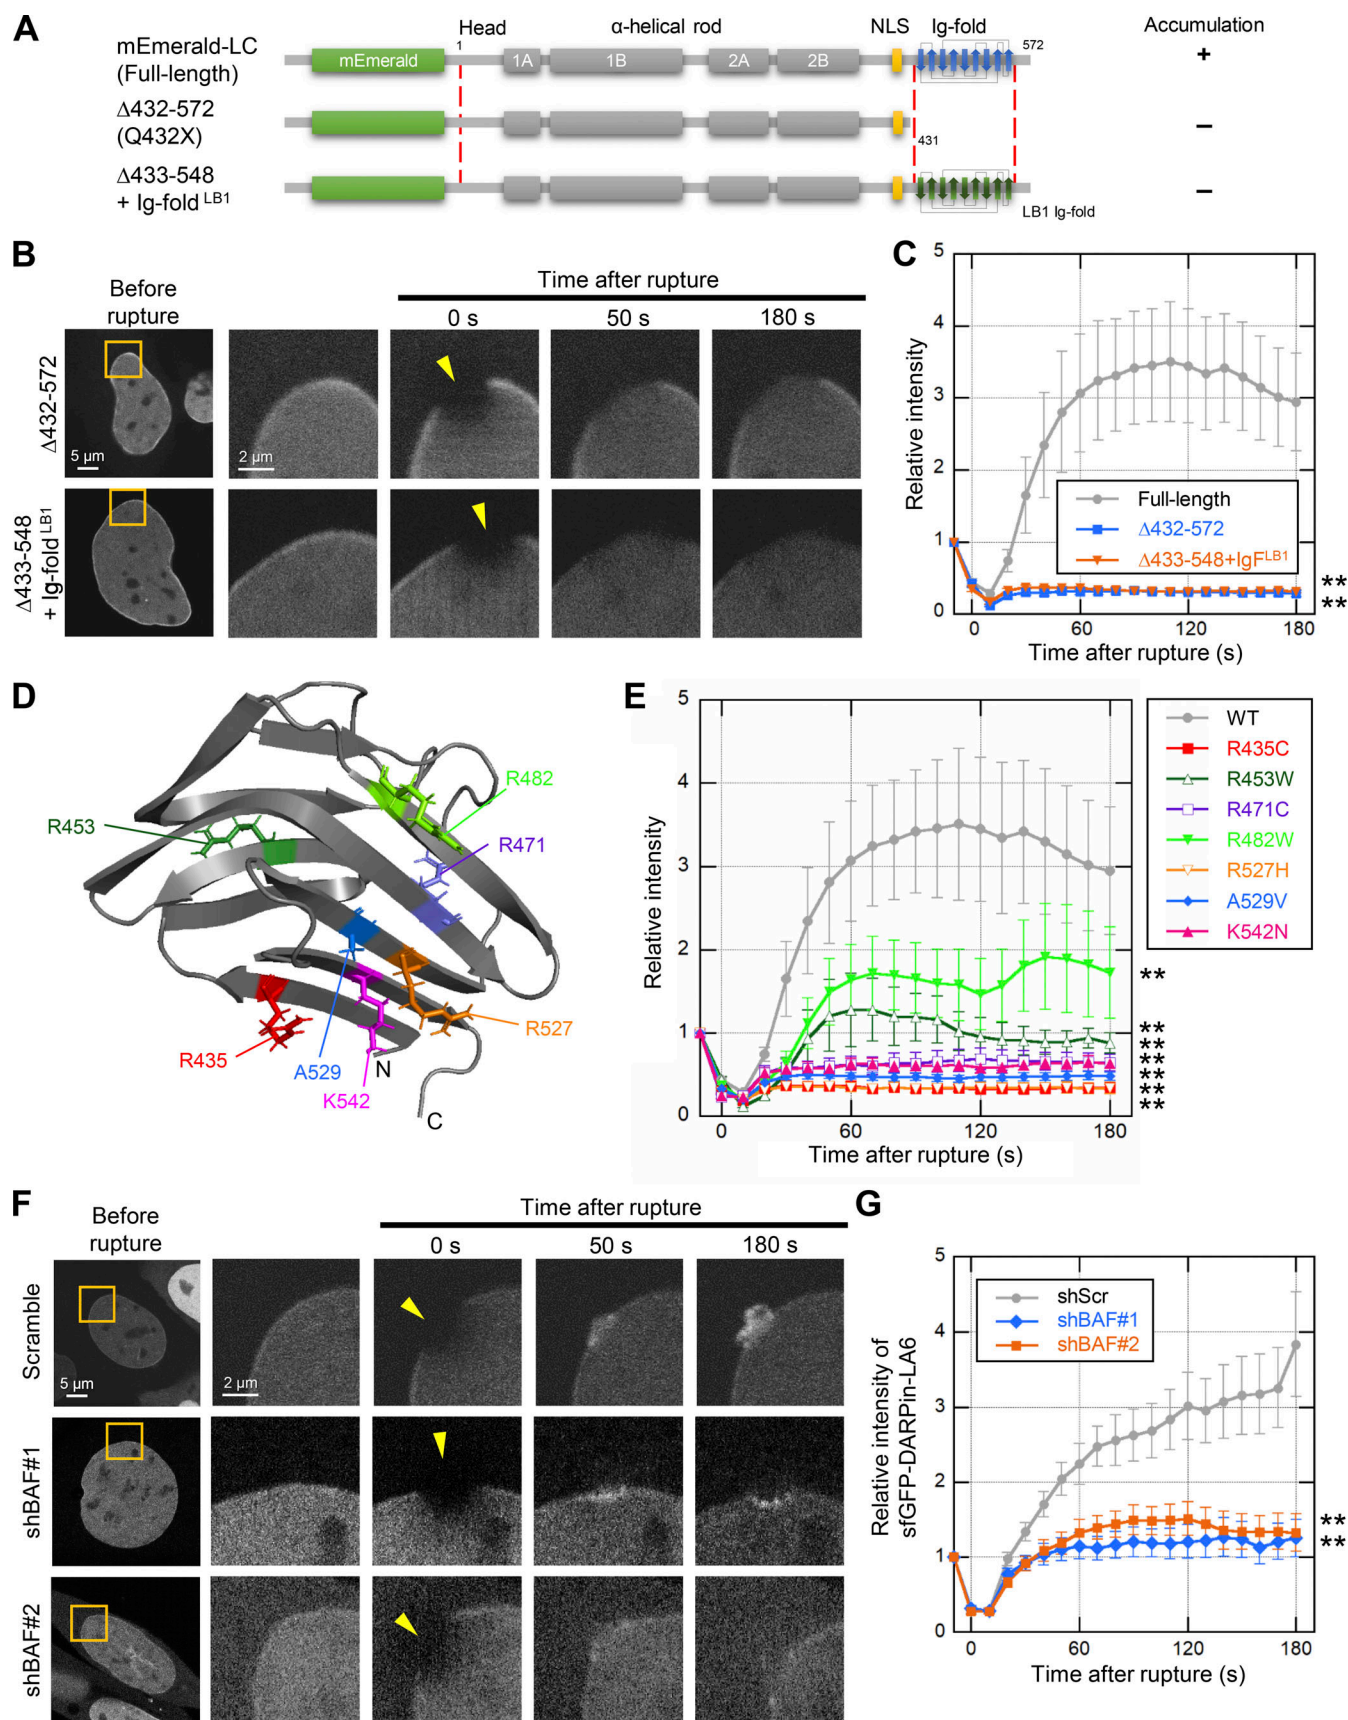 A
Head
α-helical rod
NLS
Ig-fold
Accumulation
mEmerald-LC
(Full-length)
mEmerald
1
1A
1B
2A
2B
572
+
Δ432-572
(Q432X)
431
–
Δ433-548
+ Ig-fold LB1
LB1 Ig-fold
–
B
Before
rupture
Time after rupture
0 s
50 s
180 s
Δ432-572
5 µm
2 µm
Δ433-548
+ Ig-fold LB1
C
Relative intensity
5
4
3
2
1
0
Full-length
Δ432-572
Δ433-548+IgF LB1
**
**
0
60
120
180
Time after rupture (s)
D
R482
R453
R471
R435
A529
K542
R527
N
C
E
Relative intensity
5
4
3
2
1
0
WT
R435C
R453W
R471C
R482W
R527H
A529V
K542N
**
**
**
**
**
**
**
0
60
120
180
Time after rupture (s)
F
Before
rupture
Time after rupture
0 s
50 s
180 s
Scramble
5 µm
2 µm
shBAF#1
shBAF#2
G
Relative intensity of
sfGFP-DARPin-LA6
5
4
3
2
1
0
shScr
shBAF#1
shBAF#2
**
**
0
60
120
180
Time after rupture (s)